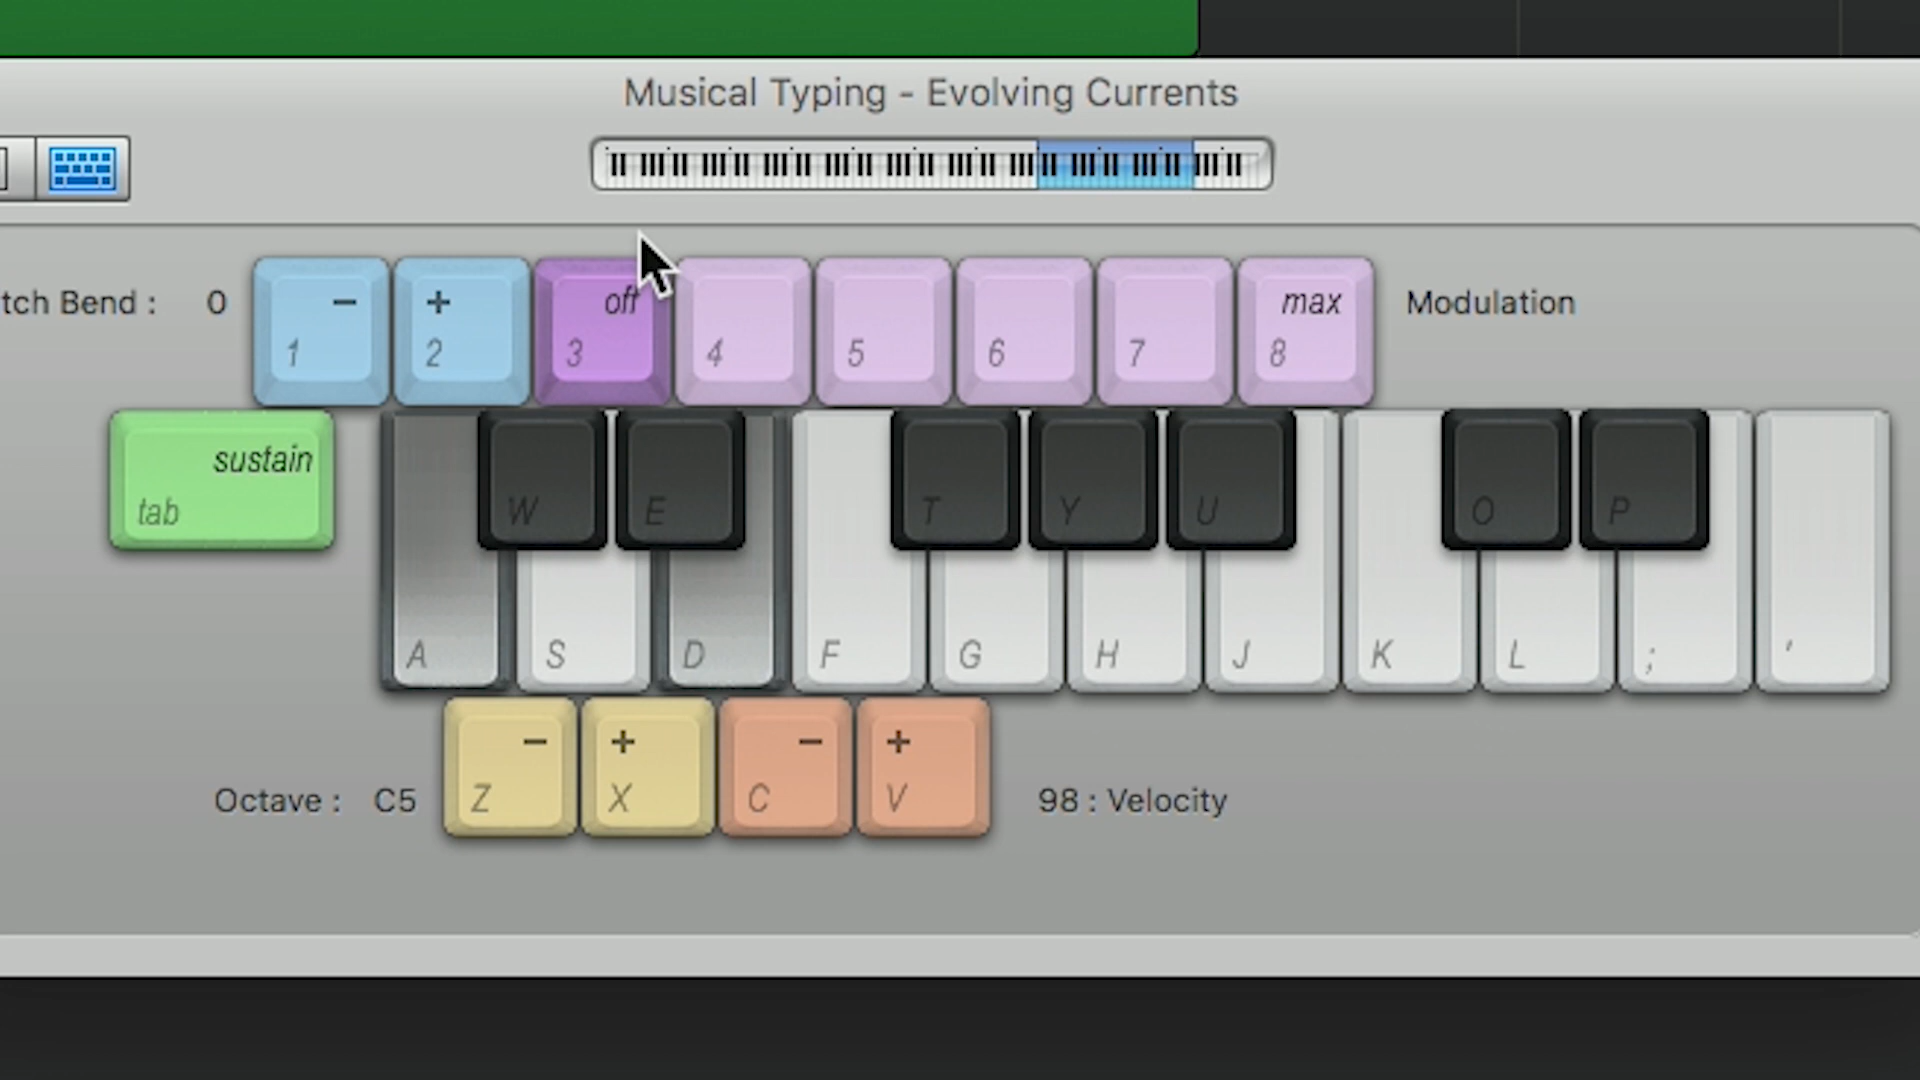 Musical Typing - Evolving Currents
tch Bend : 0
− + off max Modulation
1 2 3 4 5 6 7 8
sustain
tab
W E T Y U O P
A S D F G H J K L ; '
− + − +
Z X C V
Octave : C5 98 : Velocity